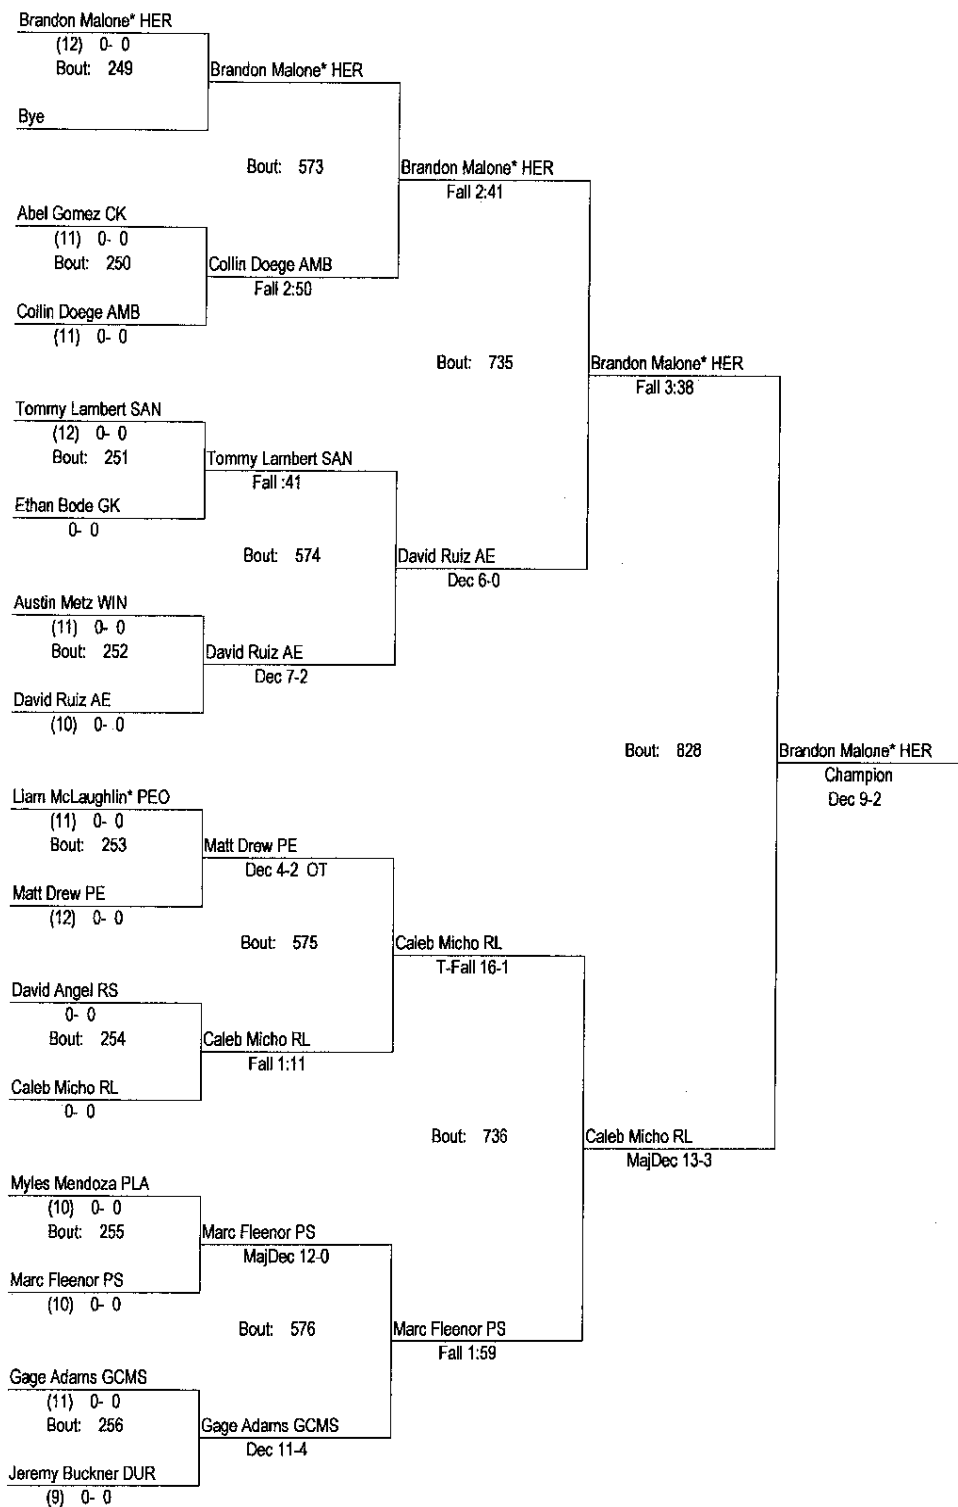 Brandon Malone* HER
(12) 0- 0
Bout: 249
Brandon Malone* HER
Bye
Bout: 573
Brandon Malone* HER
Fall 2:41
Abel Gomez CK
(11) 0- 0
Bout: 250
Collin Doege AMB
Fall 2:50
Collin Doege AMB
(11) 0- 0
Bout: 735
Brandon Malone* HER
Fall 3:38
Tommy Lambert SAN
(12) 0- 0
Bout: 251
Tommy Lambert SAN
Fall :41
Ethan Bode GK
0- 0
Bout: 574
David Ruiz AE
Dec 6-0
Austin Metz WIN
(11) 0- 0
Bout: 252
David Ruiz AE
Dec 7-2
David Ruiz AE
(10) 0- 0
Bout: 828
Brandon Malone* HER
Champion
Dec 9-2
Liam McLaughlin* PEO
(11) 0- 0
Bout: 253
Matt Drew PE
Dec 4-2 OT
Matt Drew PE
(12) 0- 0
Bout: 575
Caleb Micho RL
T-Fall 16-1
David Angel RS
0- 0
Bout: 254
Caleb Micho RL
Fall 1:11
Caleb Micho RL
0- 0
Bout: 736
Caleb Micho RL
MajDec 13-3
Myles Mendoza PLA
(10) 0- 0
Bout: 255
Marc Fleenor PS
MajDec 12-0
Marc Fleenor PS
(10) 0- 0
Bout: 576
Marc Fleenor PS
Fall 1:59
Gage Adams GCMS
(11) 0- 0
Bout: 256
Gage Adams GCMS
Dec 11-4
Jeremy Buckner DUR
(9) 0- 0